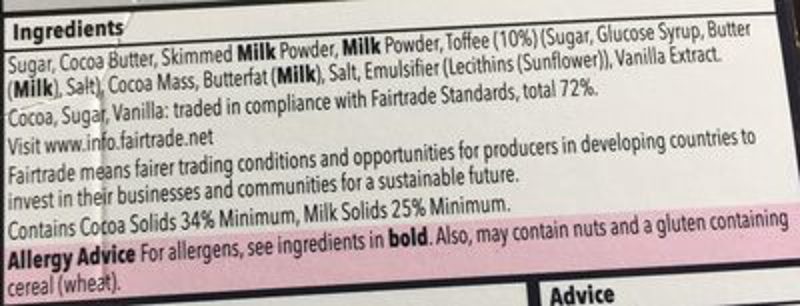 Ingredients
Sugar, Cocoa Butter, Skimmed Milk Powder, Milk Powder, Toffee (10%) (Sugar, Glucose Syrup, Butter
(Milk), Salt), Cocoa Mass, Butterfat (Milk), Salt, Emulsifier (Lecithins (Sunflower)), Vanilla Extract.
Cocoa, Sugar, Vanilla: traded in compliance with Fairtrade Standards, total 72%.
Visit www.info.fairtrade.net
Fairtrade means fairer trading conditions and opportunities for producers in developing countries to
invest in their businesses and communities for a sustainable future.
Contains Cocoa Solids 34% Minimum, Milk Solids 25% Minimum.
Allergy Advice For allergens, see ingredients in bold. Also, may contain nuts and a gluten containing
cereal (wheat).
Advice